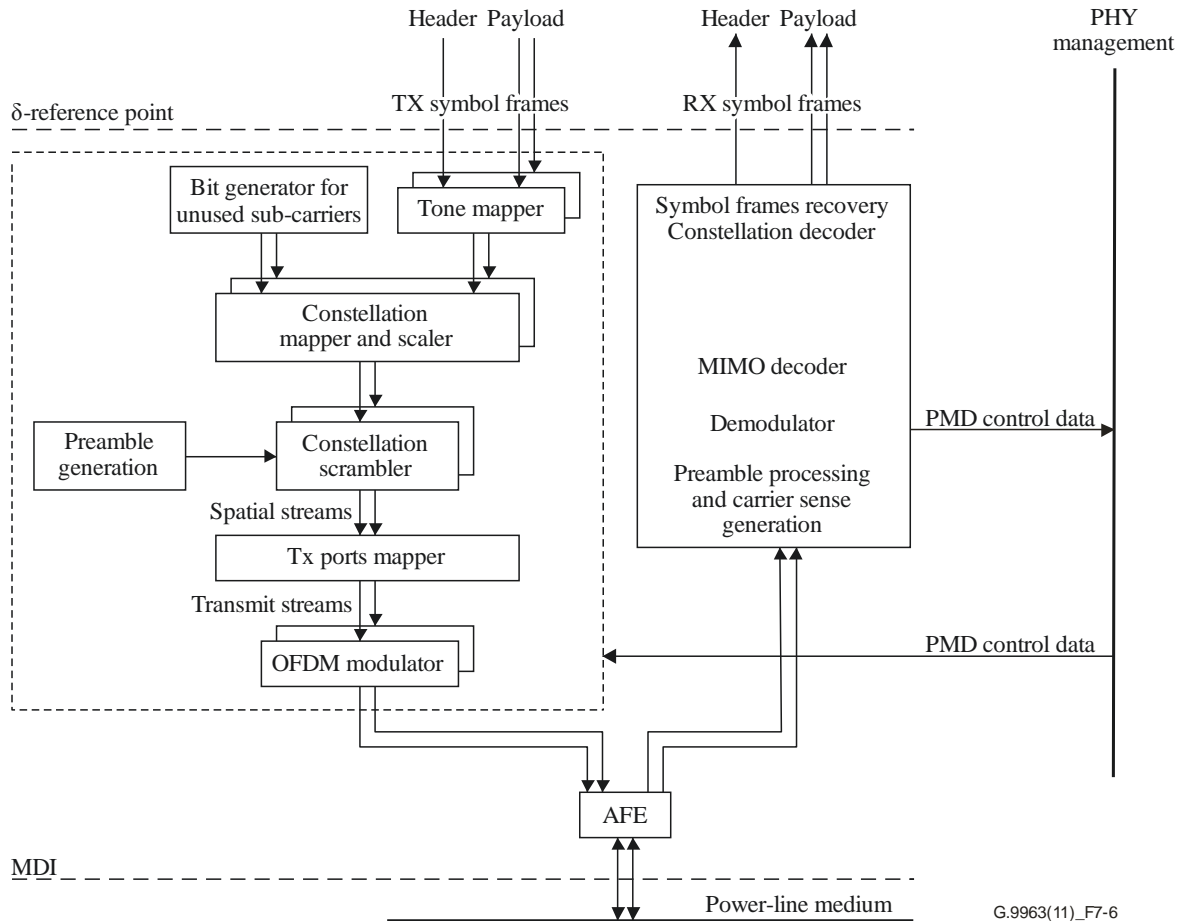 Header Payload
Header Payload
PHY
management
δ-reference point
TX symbol frames
RX symbol frames
Bit generator for
unused sub-carriers
Tone mapper
Symbol frames recovery
Constellation decoder
Constellation
mapper and scaler
MIMO decoder
Preamble
generation
Constellation
scrambler
Demodulator
PMD control data
Preamble processing
and carrier sense
generation
Spatial streams
Tx ports mapper
Transmit streams
OFDM modulator
PMD control data
AFE
MDI
Power-line medium
G.9963(11)_F7-6